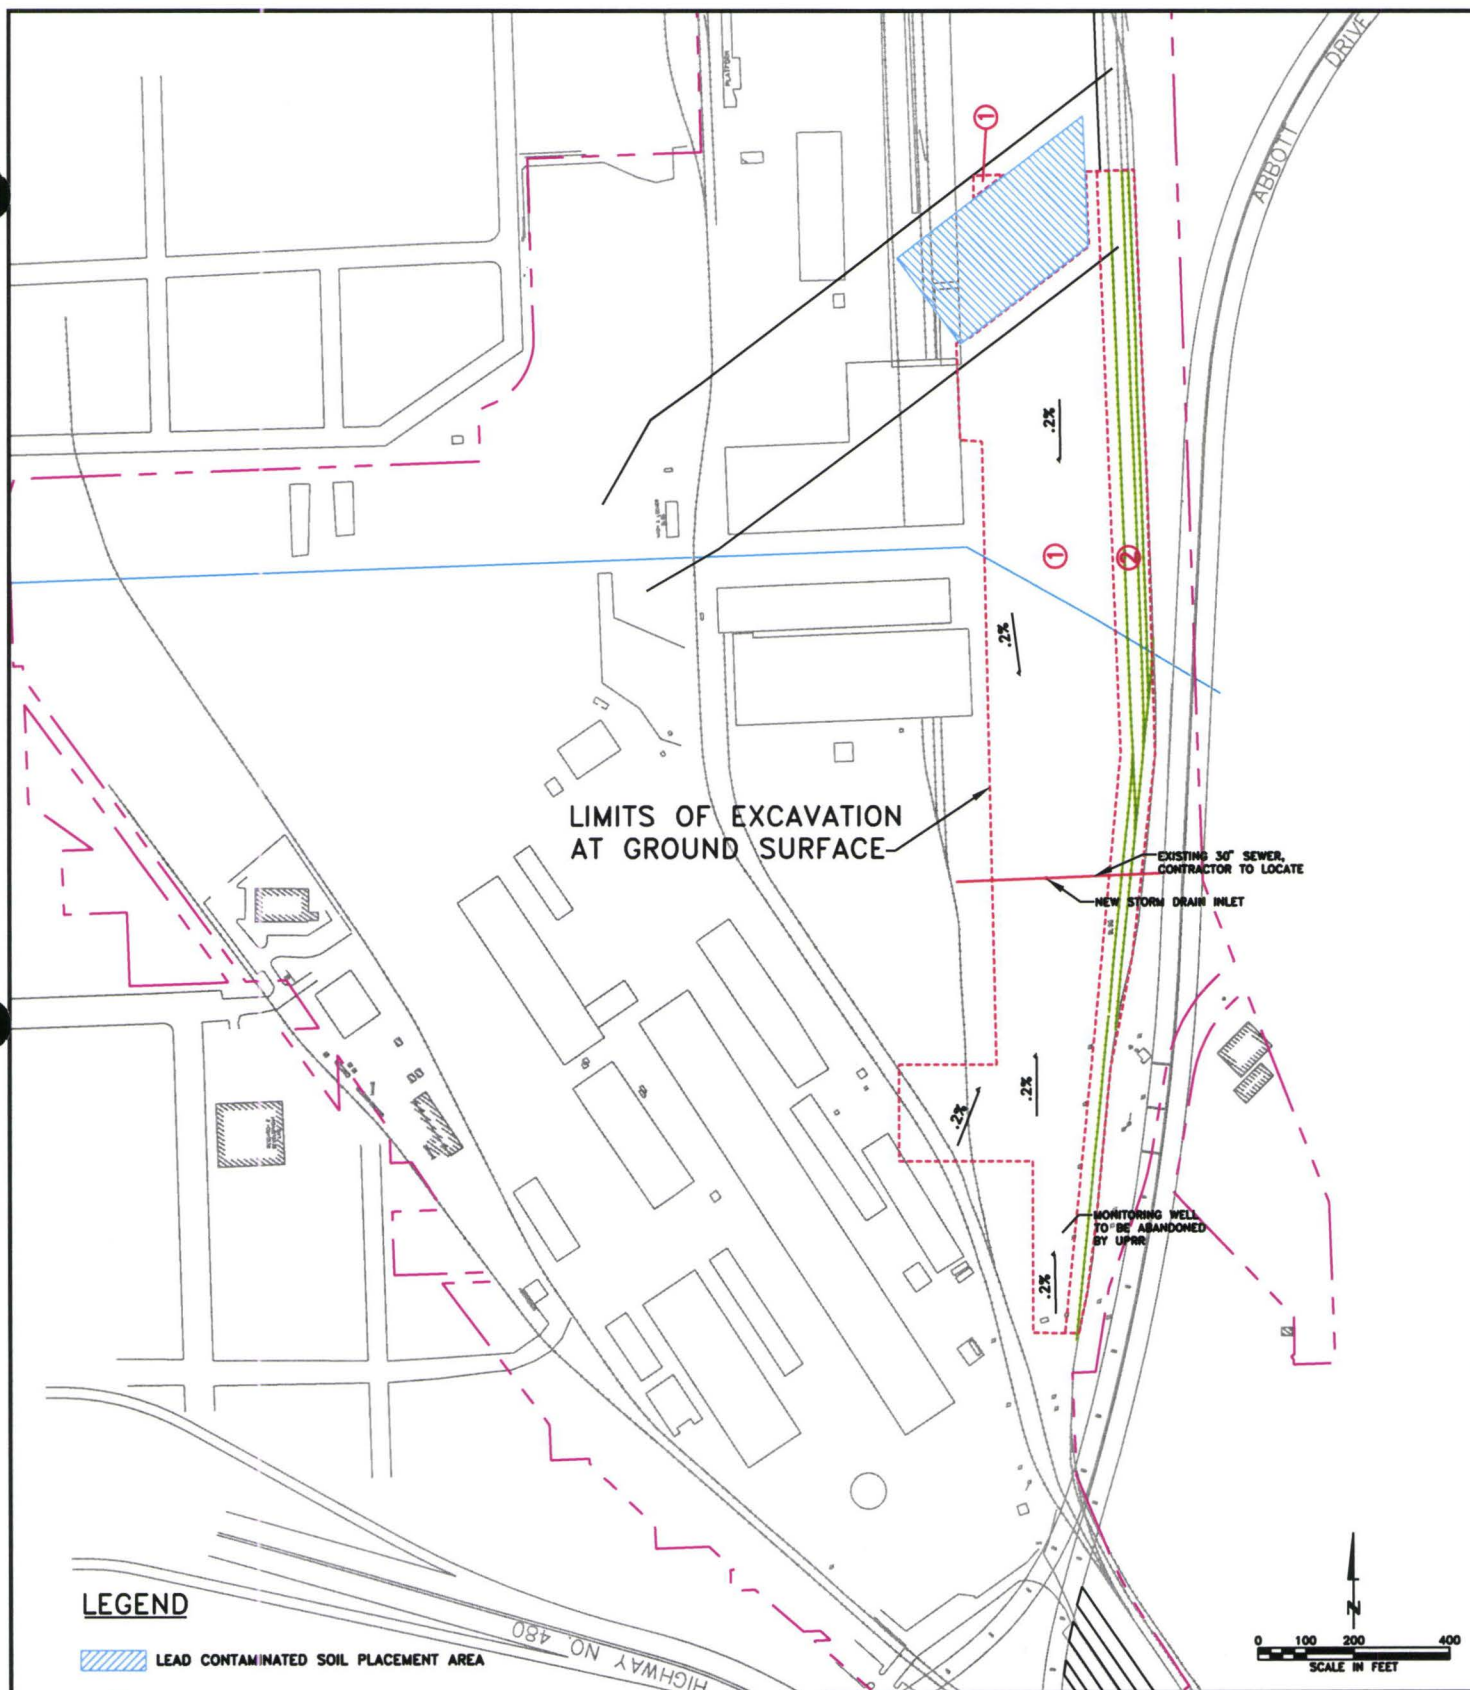 PLATFORM
DRIVE
ABBOTT
①
.2%
①
②
.2%
LIMITS OF EXCAVATION
AT GROUND SURFACE
EXISTING 30" SEWER,
CONTRACTOR TO LOCATE
NEW STORM DRAIN INLET
.2%
.2%
MONITORING WELL
TO BE ABANDONED
BY UPRR
.2%
LEGEND
LEAD CONTAMINATED SOIL PLACEMENT AREA
HIGHWAY NO. 480
N
0 100 200 400
SCALE IN FEET